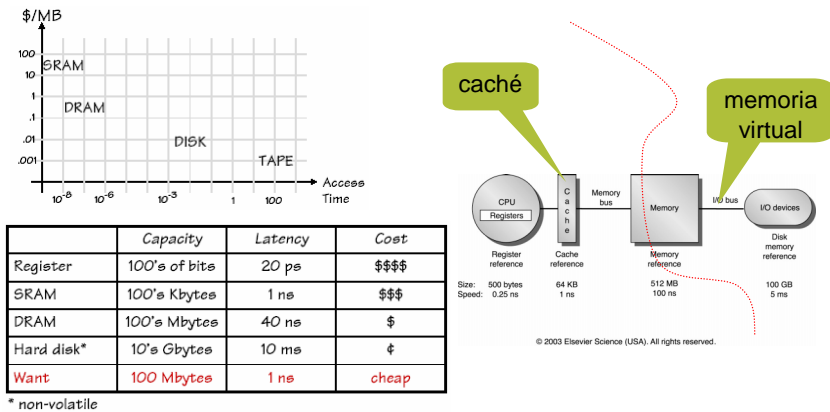 $/MB
100
10
1
.1
.01
.001
SRAM
DRAM
DISK
TAPE
10⁻⁸ 10⁻⁶ 10⁻³ 1 100
Access
Time
Capacity Latency Cost
Register 100's of bits 20 ps $$$$
SRAM 100's Kbytes 1 ns $$$
DRAM 100's Mbytes 40 ns $
Hard disk* 10's Gbytes 10 ms ¢
Want 100 Mbytes 1 ns cheap
* non-volatile
caché
memoria
virtual
CPU
Registers
Cache
Memory
bus
Memory
I/O bus
I/O devices
Register
reference
Cache
reference
Memory
reference
Disk
memory
reference
Size: 500 bytes 64 KB 512 MB 100 GB
Speed: 0.25 ns 1 ns 100 ns 5 ms
© 2003 Elsevier Science (USA). All rights reserved.